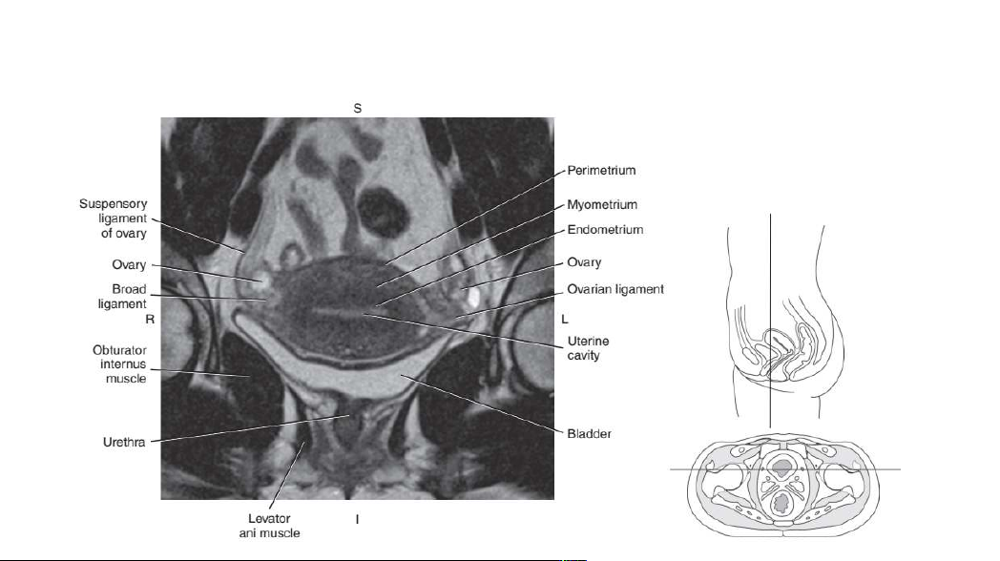 S
Suspensory
ligament
of ovary
Ovary
Broad
ligament
R
Obturator
internus
muscle
Urethra
Levator
ani muscle
I
Perimetrium
Myometrium
Endometrium
Ovary
Ovarian ligament
L
Uterine
cavity
Bladder